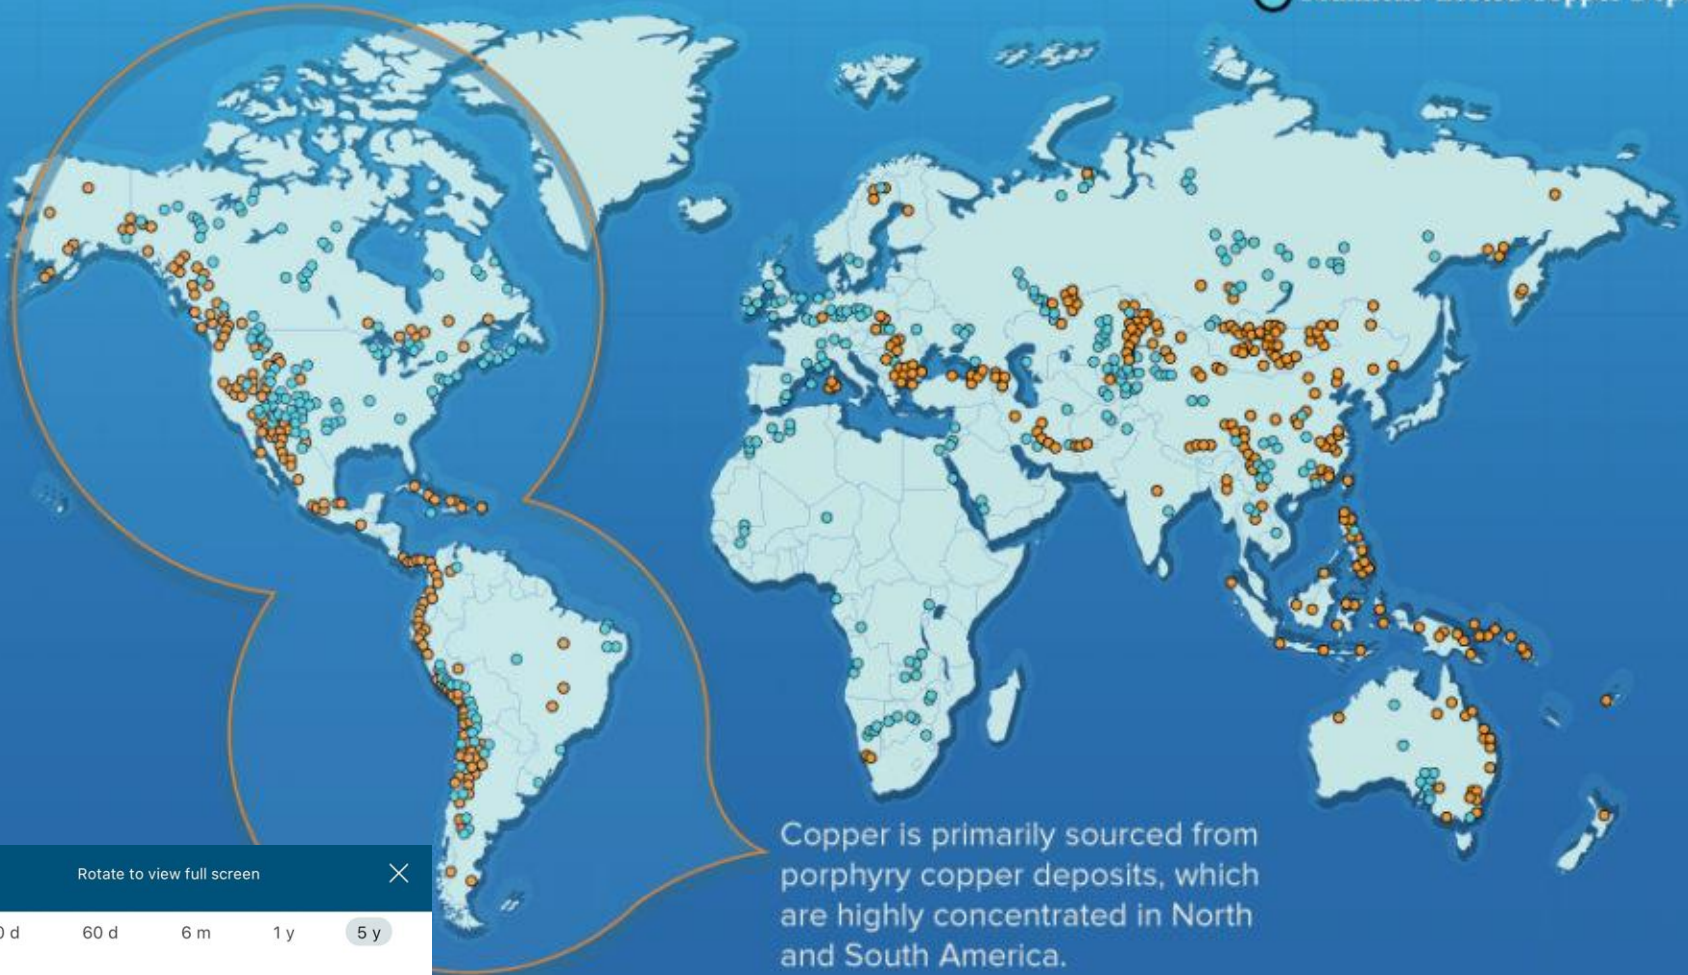 Copper is primarily sourced from
porphyry copper deposits, which
are highly concentrated in North
and South America.
Rotate to view full screen
60 d
6 m
1 y
5 y